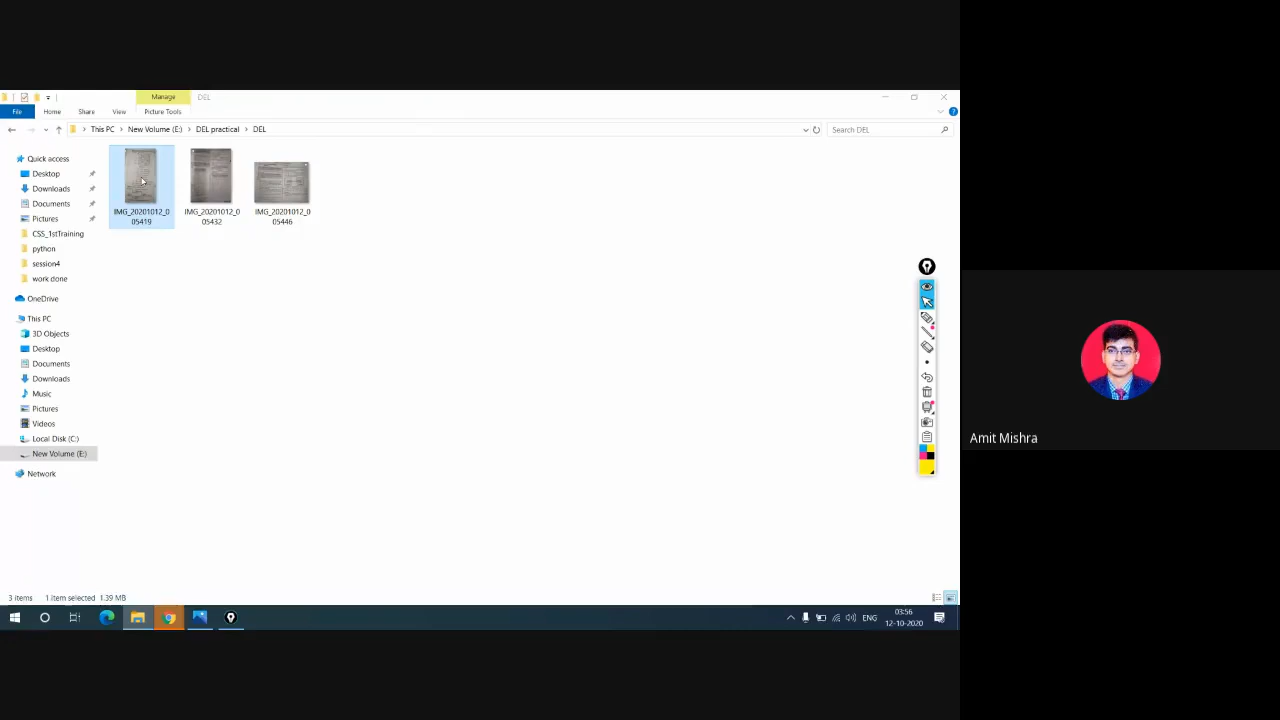 Manage
DEL
File
Home
Share
View
Picture Tools
This PC
New Volume (E:)
DEL practical
DEL
Search DEL
Quick access
Desktop
Downloads
Documents
Pictures
CSS_1stTraining
python
session4
work done
OneDrive
This PC
3D Objects
Desktop
Documents
Downloads
Music
Pictures
Videos
Local Disk (C:)
New Volume (E:)
Network
IMG_20201012_0
05419
IMG_20201012_0
05432
IMG_20201012_0
05446
3 items
1 item selected 1.39 MB
ENG
03:56
12-10-2020
Amit Mishra